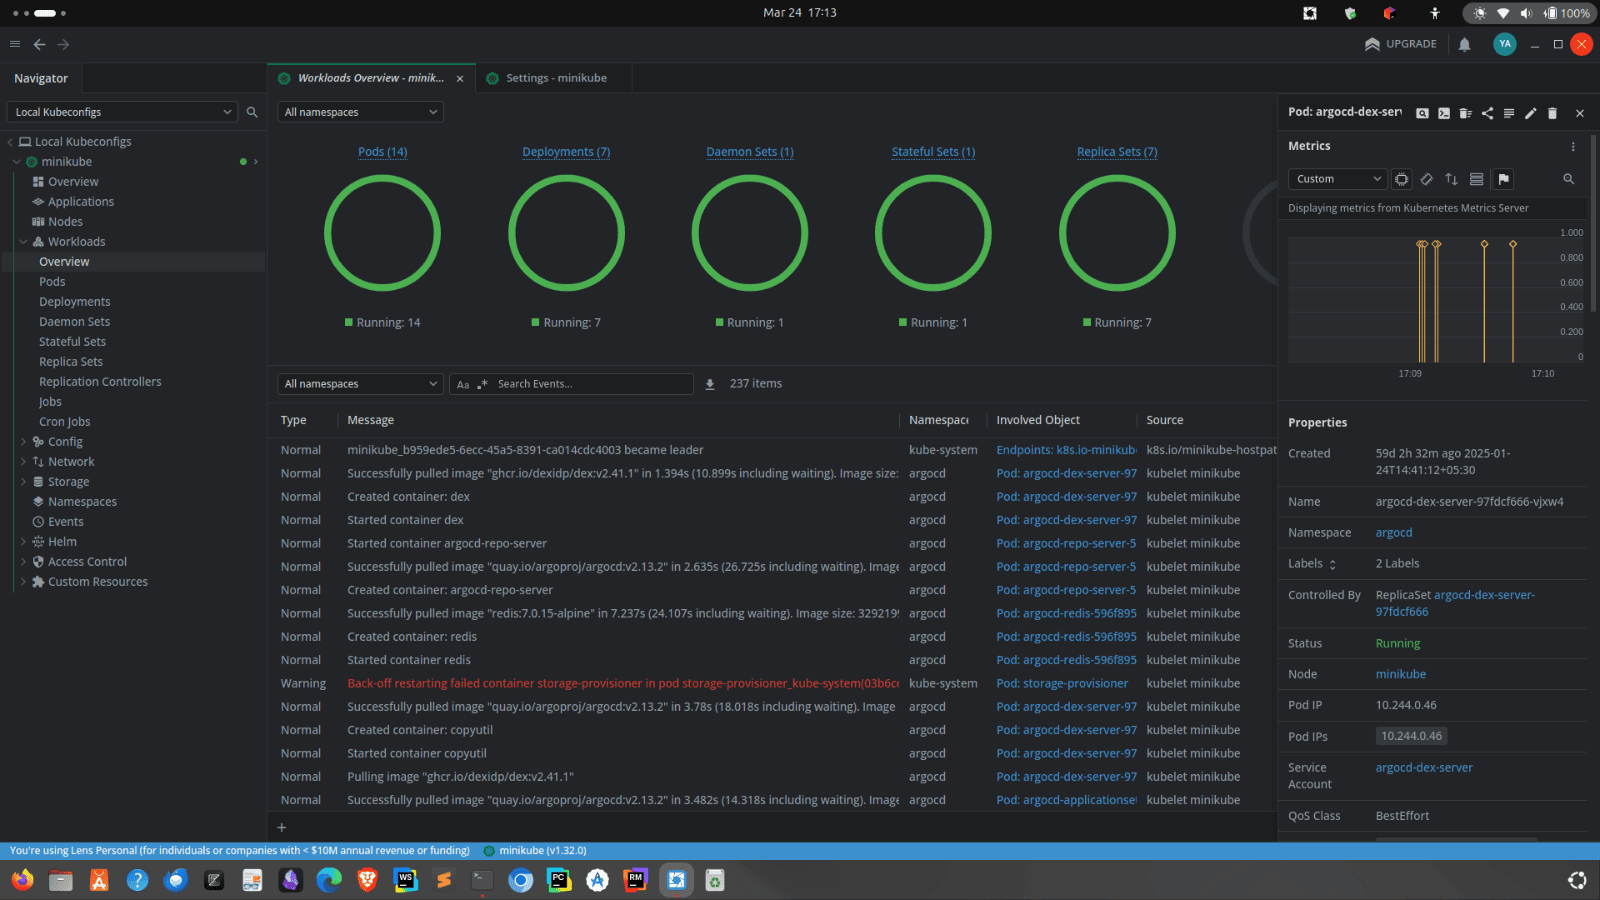 Mar 24 17:13
100%
UPGRADE
YA
Navigator
Workloads Overview - minik...
Settings - minikube
Local Kubeconfigs
All namespaces
Pod: argocd-dex-serv
Local Kubeconfigs
minikube
Overview
Applications
Nodes
Workloads
Overview
Pods
Deployments
Daemon Sets
Stateful Sets
Replica Sets
Replication Controllers
Jobs
Cron Jobs
Config
Network
Storage
Namespaces
Events
Helm
Access Control
Custom Resources
Pods (14)
Deployments (7)
Daemon Sets (1)
Stateful Sets (1)
Replica Sets (7)
Running: 14
Running: 7
Running: 1
Running: 1
Running: 7
All namespaces
Aa .* Search Events...
237 items
Type Message Namespace Involved Object Source
Normal minikube_b959ede5-6ecc-45a5-8391-ca014cdc4003 became leader kube-system Endpoints: k8s.io-minikub k8s.io/minikube-hostpat
Normal Successfully pulled image "ghcr.io/dexidp/dex:v2.41.1" in 1.394s (10.899s including waiting). Image size: argocd Pod: argocd-dex-server-97 kubelet minikube
Normal Created container: dex argocd Pod: argocd-dex-server-97 kubelet minikube
Normal Started container dex argocd Pod: argocd-dex-server-97 kubelet minikube
Normal Started container argocd-repo-server argocd Pod: argocd-repo-server-5 kubelet minikube
Normal Successfully pulled image "quay.io/argoproj/argocd:v2.13.2" in 2.635s (26.725s including waiting). Image argocd Pod: argocd-repo-server-5 kubelet minikube
Normal Created container: argocd-repo-server argocd Pod: argocd-repo-server-5 kubelet minikube
Normal Successfully pulled image "redis:7.0.15-alpine" in 7.237s (24.107s including waiting). Image size: 3292199 argocd Pod: argocd-redis-596f895 kubelet minikube
Normal Created container: redis argocd Pod: argocd-redis-596f895 kubelet minikube
Normal Started container redis argocd Pod: argocd-redis-596f895 kubelet minikube
Warning Back-off restarting failed container storage-provisioner in pod storage-provisioner_kube-system(03b6ce kube-system Pod: storage-provisioner kubelet minikube
Normal Successfully pulled image "quay.io/argoproj/argocd:v2.13.2" in 3.78s (18.018s including waiting). Image argocd Pod: argocd-dex-server-97 kubelet minikube
Normal Created container: copyutil argocd Pod: argocd-dex-server-97 kubelet minikube
Normal Started container copyutil argocd Pod: argocd-dex-server-97 kubelet minikube
Normal Pulling image "ghcr.io/dexidp/dex:v2.41.1" argocd Pod: argocd-dex-server-97 kubelet minikube
Normal Successfully pulled image "quay.io/argoproj/argocd:v2.13.2" in 3.482s (14.318s including waiting). Image argocd Pod: argocd-applicationset kubelet minikube
Metrics
Custom
Displaying metrics from Kubernetes Metrics Server
1.000
0.800
0.600
0.400
0.200
0
17:09 17:10
Properties
Created 59d 2h 32m ago 2025-01-
24T14:41:12+05:30
Name argocd-dex-server-97fdcf666-vjxw4
Namespace argocd
Labels 2 Labels
Controlled By ReplicaSet argocd-dex-server-
97fdcf666
Status Running
Node minikube
Pod IP 10.244.0.46
Pod IPs 10.244.0.46
Service argocd-dex-server
Account
QoS Class BestEffort
You're using Lens Personal (for individuals or companies with < $10M annual revenue or funding) minikube (v1.32.0)
WS
PC
RM